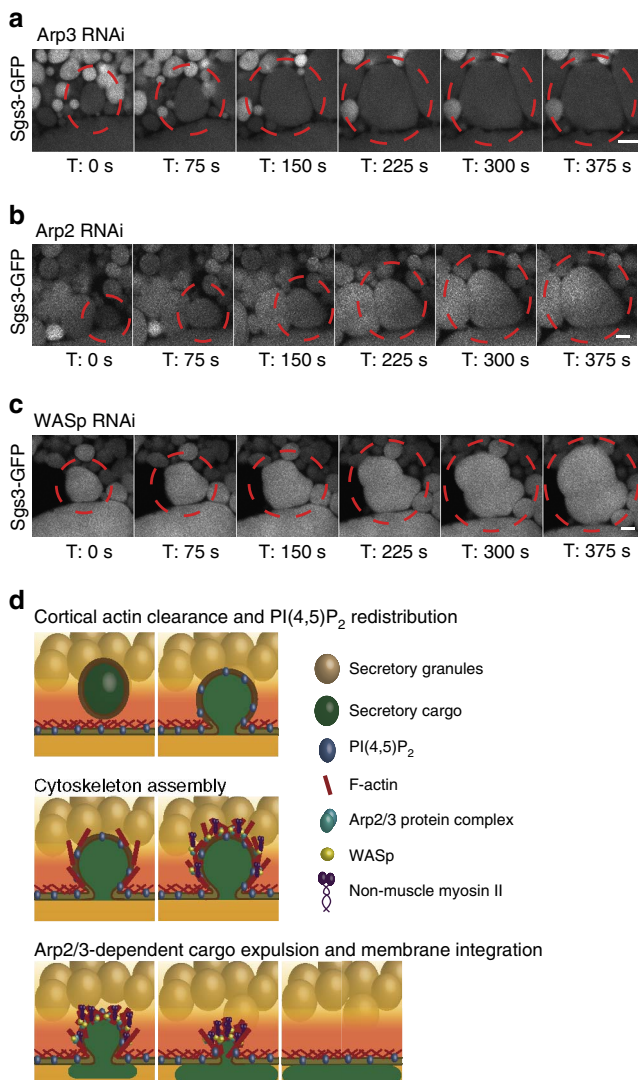 a
Arp3 RNAi
Sgs3-GFP
T: 0 s T: 75 s T: 150 s T: 225 s T: 300 s T: 375 s
b
Arp2 RNAi
Sgs3-GFP
T: 0 s T: 75 s T: 150 s T: 225 s T: 300 s T: 375 s
c
WASp RNAi
Sgs3-GFP
T: 0 s T: 75 s T: 150 s T: 225 s T: 300 s T: 375 s
d
Cortical actin clearance and PI(4,5)P2 redistribution
Secretory granules
Secretory cargo
PI(4,5)P2
F-actin
Arp2/3 protein complex
WASp
Non-muscle myosin II
Cytoskeleton assembly
Arp2/3-dependent cargo expulsion and membrane integration